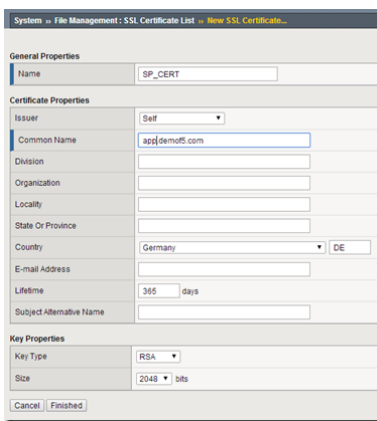 System » File Management : SSL Certificate List » New SSL Certificate...
General Properties
Name SP_CERT
Certificate Properties
Issuer Self
Common Name app.demof5.com
Division
Organization
Locality
State Or Province
Country Germany DE
E-mail Address
Lifetime 365 days
Subject Alternative Name
Key Properties
Key Type RSA
Size 2048 bits
Cancel Finished